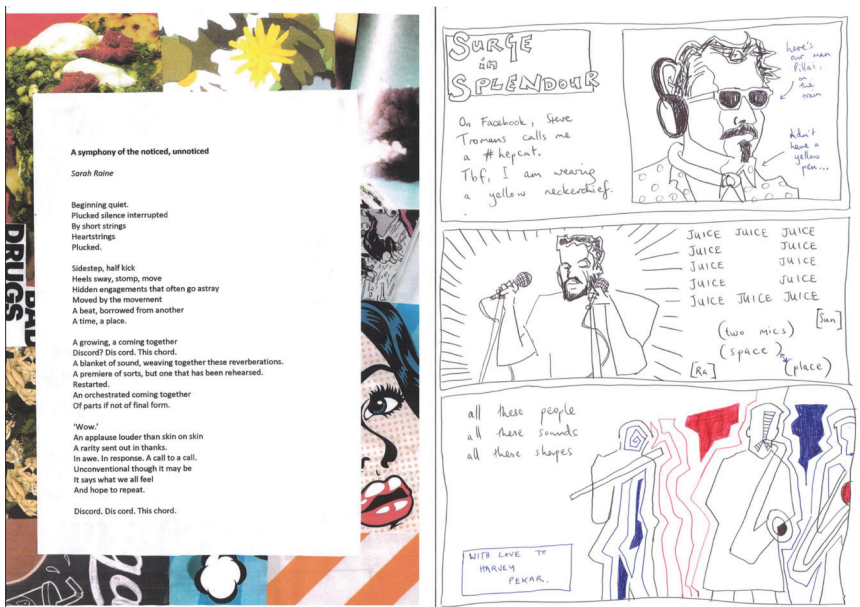 A symphony of the noticed, unnoticed
Sarah Raine
Beginning quiet.
Plucked silence interrupted
By short strings
Heartstrings
Plucked.
Sidestep, half kick
Heels sway, stomp, move
Hidden engagements that often go astray
Moved by the movement
A beat, borrowed from another
A time, a place.
A growing, a coming together
Discord? Dis cord. This chord.
A blanket of sound, weaving together these reverberations.
A premiere of sorts, but one that has been rehearsed.
Restarted.
An orchestrated coming together
Of parts if not of final form.
‘Wow.’
An applause louder than skin on skin
A rarity sent out in thanks.
In awe. In response. A call to a call.
Unconventional though it may be
It says what we all feel
And hope to repeat.
Discord. Dis cord. This chord.
DRUGS
BAD
SURGE
in
SPLENDOUR
On Facebook, Steve
Tromans calls me
a #hepcat.
Tbf, I am wearing
a yellow neckerchief.
here's
our man
Pillai.
on
the
train
didn't
have a
yellow
pen...
JUICE JUICE JUICE
JUICE JUICE
JUICE JUICE
JUICE JUICE
JUICE JUICE JUICE
[Sun]
(two mics)
(space)
[Ra]
(place)
all these people
all these sounds
all these shapes
WITH LOVE TO
HARVEY
PEKAR.